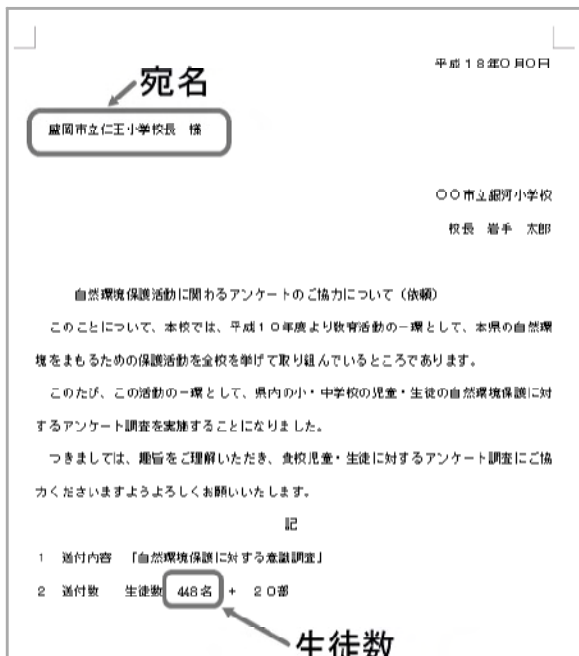 平成18年〇月〇日
宛名
盛岡市立仁王小学校長 様
〇〇市立銀河小学校
校長 岩手 太郎
自然環境保護活動に関わるアンケートのご協力について(依頼)
このことについて、本校では、平成10年度より教育活動の一環として、本県の自然環
境をまもるための保護活動を全校を挙げて取り組んでいるところであります。
このたび、この活動の一環として、県内の小・中学校の児童・生徒の自然環境保護に対
するアンケート調査を実施することになりました。
つきましては、趣旨をご理解いただき、貴校児童・生徒に対するアンケート調査にご協
力くださいますようよろしくお願いいたします。
記
1 送付内容 「自然環境保護に対する意識調査」
2 送付数 生徒数 448名 + 20部
生徒数